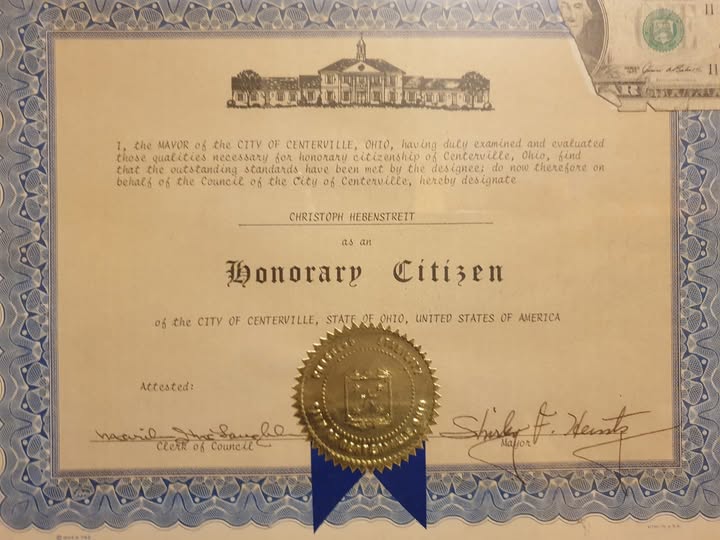 I, the MAYOR of the CITY OF CENTERVILLE, OHIO, having duly examined and evaluated
those qualities necessary for honorary citizenship of Centerville, Ohio, find
that the outstanding standards have been met by the designee; do now therefore on
behalf of the Council of the City of Centerville, hereby designate
CHRISTOPH HEBENSTREIT
as an
Honorary Citizen
of the CITY OF CENTERVILLE, STATE OF OHIO, UNITED STATES OF AMERICA
Attested:
Shirley F. Heintz
Clerk of Council
Mayor